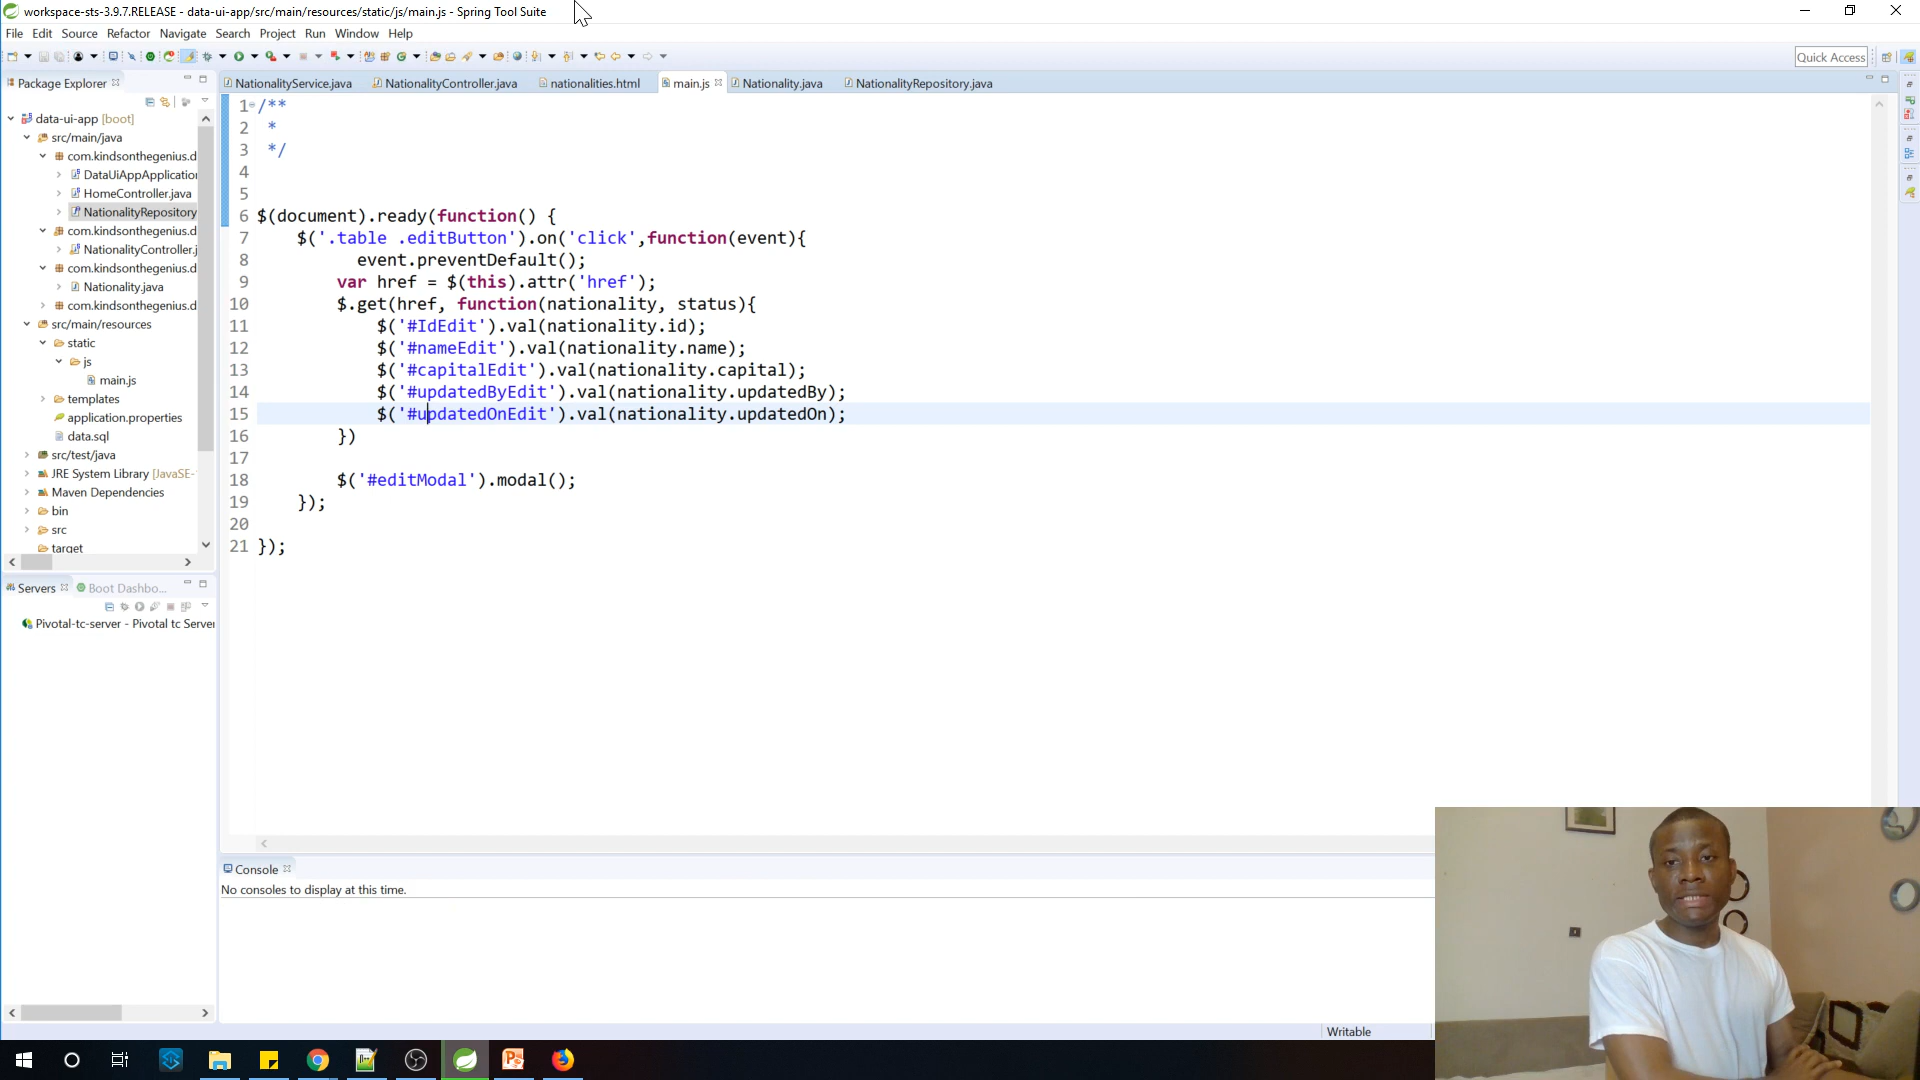 workspace-sts-3.9.7.RELEASE - data-ui-app/src/main/resources/static/js/main.js - Spring Tool Suite
File Edit Source Refactor Navigate Search Project Run Window Help
Quick Access
Package Explorer
NationalityService.java NationalityController.java nationalities.html main.js Nationality.java NationalityRepository.java
data-ui-app [boot]
src/main/java
com.kindsonthegenius.d
DataUiAppApplication
HomeController.java
NationalityRepository
com.kindsonthegenius.d
NationalityController.j
com.kindsonthegenius.d
Nationality.java
com.kindsonthegenius.d
src/main/resources
static
js
main.js
templates
application.properties
data.sql
src/test/java
JRE System Library [JavaSE-
Maven Dependencies
bin
src
target
1 /**
2 *
3 */
4
5
6 $(document).ready(function() {
7 $('.table .editButton').on('click',function(event){
8 event.preventDefault();
9 var href = $(this).attr('href');
10 $.get(href, function(nationality, status){
11 $('#IdEdit').val(nationality.id);
12 $('#nameEdit').val(nationality.name);
13 $('#capitalEdit').val(nationality.capital);
14 $('#updatedByEdit').val(nationality.updatedBy);
15 $('#updatedOnEdit').val(nationality.updatedOn);
16 })
17
18 $('#editModal').modal();
19 });
20
21 });
Servers Boot Dashbo...
Pivotal-tc-server - Pivotal tc Server
Console
No consoles to display at this time.
Writable